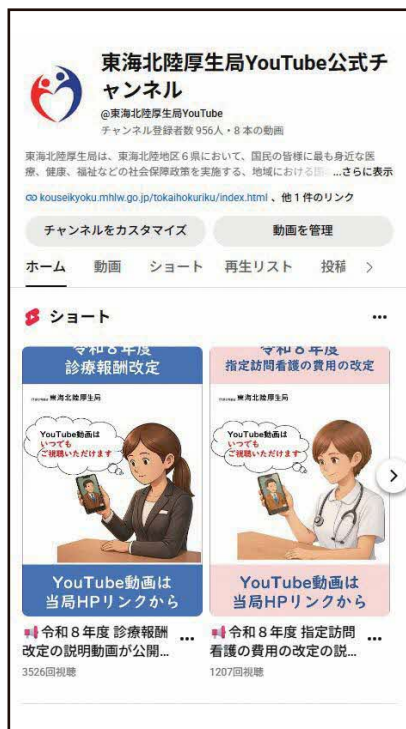 東海北陸厚生局YouTube公式チ
ャンネル
@東海北陸厚生局YouTube
チャンネル登録者数 956人・8 本の動画
東海北陸厚生局は、東海北陸地区6県において、国民の皆様に最も身近な医
療、健康、福祉などの社会保障政策を実施する、地域における国 ...さらに表示
kouseikyoku.mhlw.go.jp/tokaihokuriku/index.html 、他 1 件のリンク
チャンネルをカスタマイズ
動画を管理
ホーム 動画 ショート 再生リスト 投稿
ショート
令和8年度
診療報酬改定
東海北陸厚生局
YouTube動画は
いつでも
ご視聴いただけます
YouTube動画は
当局HPリンクから
令和8年度 診療報酬
改定の説明動画が公開...
3526回視聴
令和8年度
指定訪問看護の費用の改定
東海北陸厚生局
YouTube動画は
いつでも
ご視聴いただけます
YouTube動画は
当局HPリンクから
令和8年度 指定訪問
看護の費用の改定の説...
1207回視聴